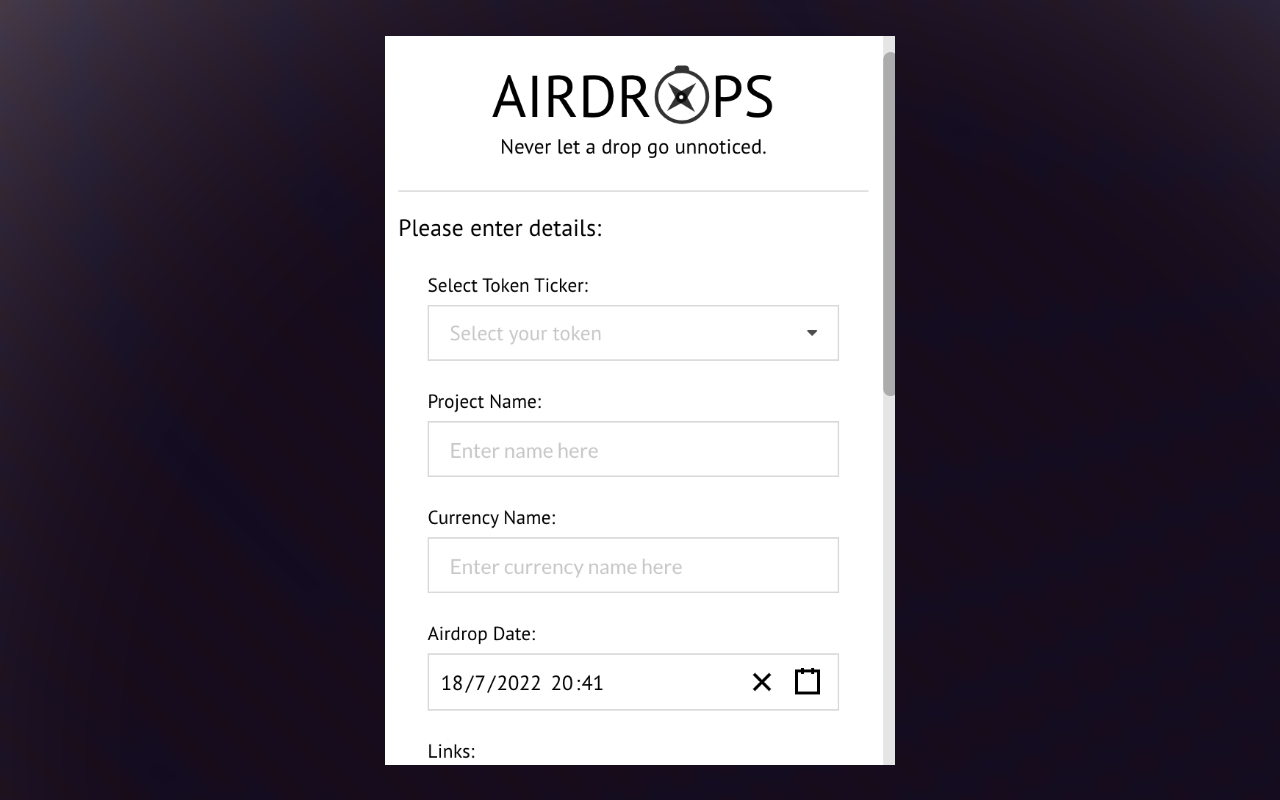 AIRDROPS
Never let a drop go unnoticed.
Please enter details:
Select Token Ticker:
Select your token
Project Name:
Enter name here
Currency Name:
Enter currency name here
Airdrop Date:
18/7/2022 20:41
Links: